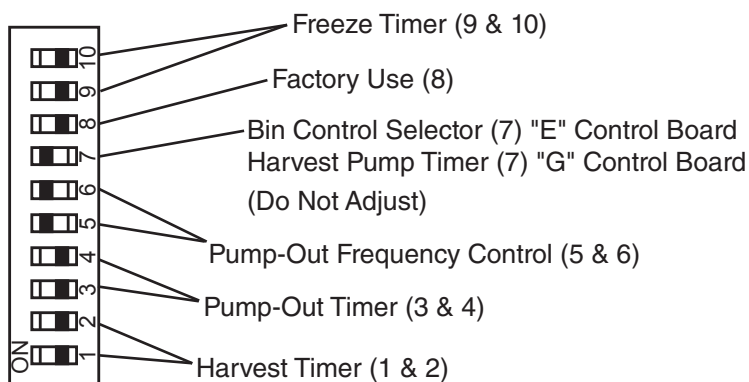 10
9
8
7
6
5
4
3
2
1
ON
Freeze Timer (9 & 10)
Factory Use (8)
Bin Control Selector (7) "E" Control Board
Harvest Pump Timer (7) "G" Control Board
(Do Not Adjust)
Pump-Out Frequency Control (5 & 6)
Pump-Out Timer (3 & 4)
Harvest Timer (1 & 2)